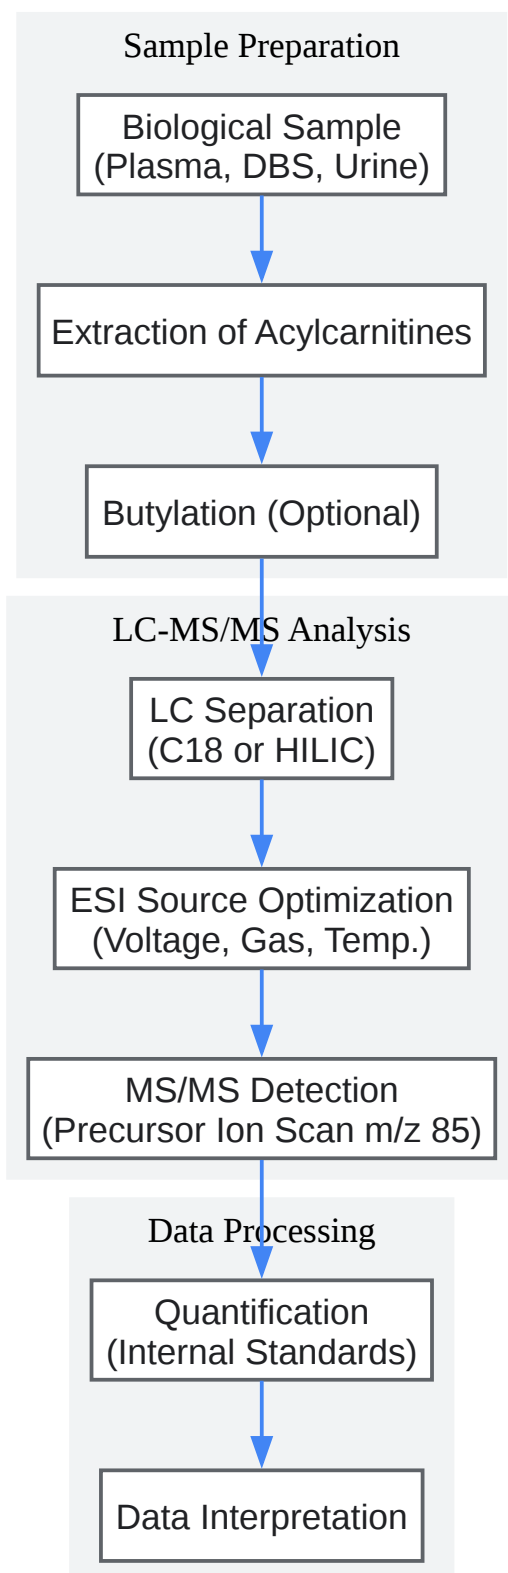 Sample Preparation
Biological Sample
(Plasma, DBS, Urine)
Extraction of Acylcarnitines
Butylation (Optional)
LC-MS/MS Analysis
LC Separation
(C18 or HILIC)
ESI Source Optimization
(Voltage, Gas, Temp.)
MS/MS Detection
(Precursor Ion Scan m/z 85)
Data Processing
Quantification
(Internal Standards)
Data Interpretation